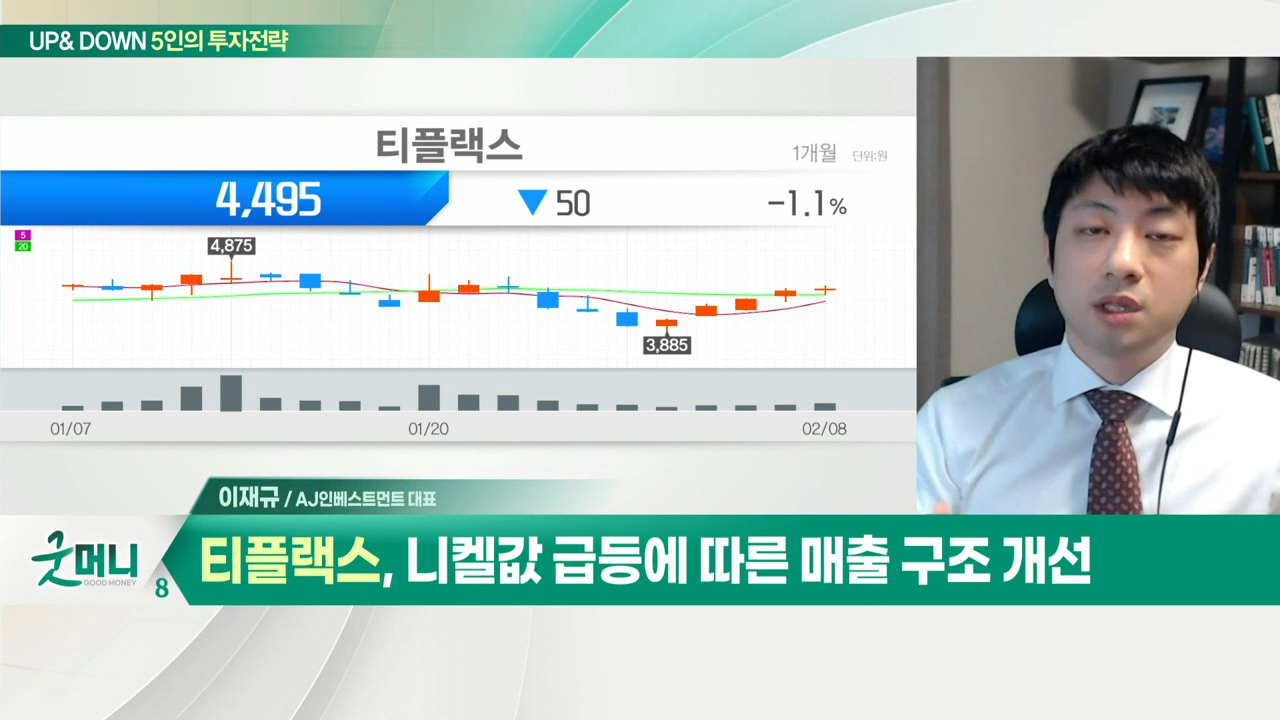 UP& DOWN 5인의 투자전략
티플랙스
1개월 단위:원
4,495 ▼50 -1.1%
5
20
4,875
3,885
01/07 01/20 02/08
이재규 / AJ인베스트먼트 대표
굿머니
GOOD MONEY
8
티플랙스, 니켈값 급등에 따른 매출 구조 개선